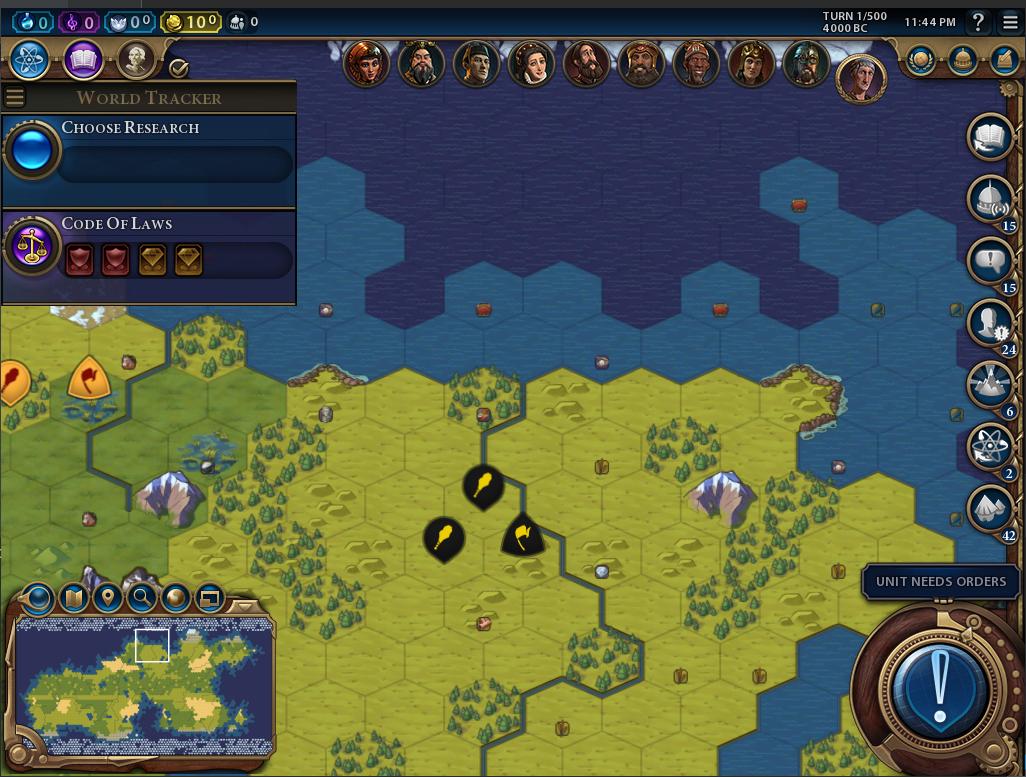 0 0 0⁰ 10⁰ 0
TURN 1/500
4000 BC
11:44 PM ?
WORLD TRACKER
CHOOSE RESEARCH
CODE OF LAWS
15
15
24
6
2
42
UNIT NEEDS ORDERS